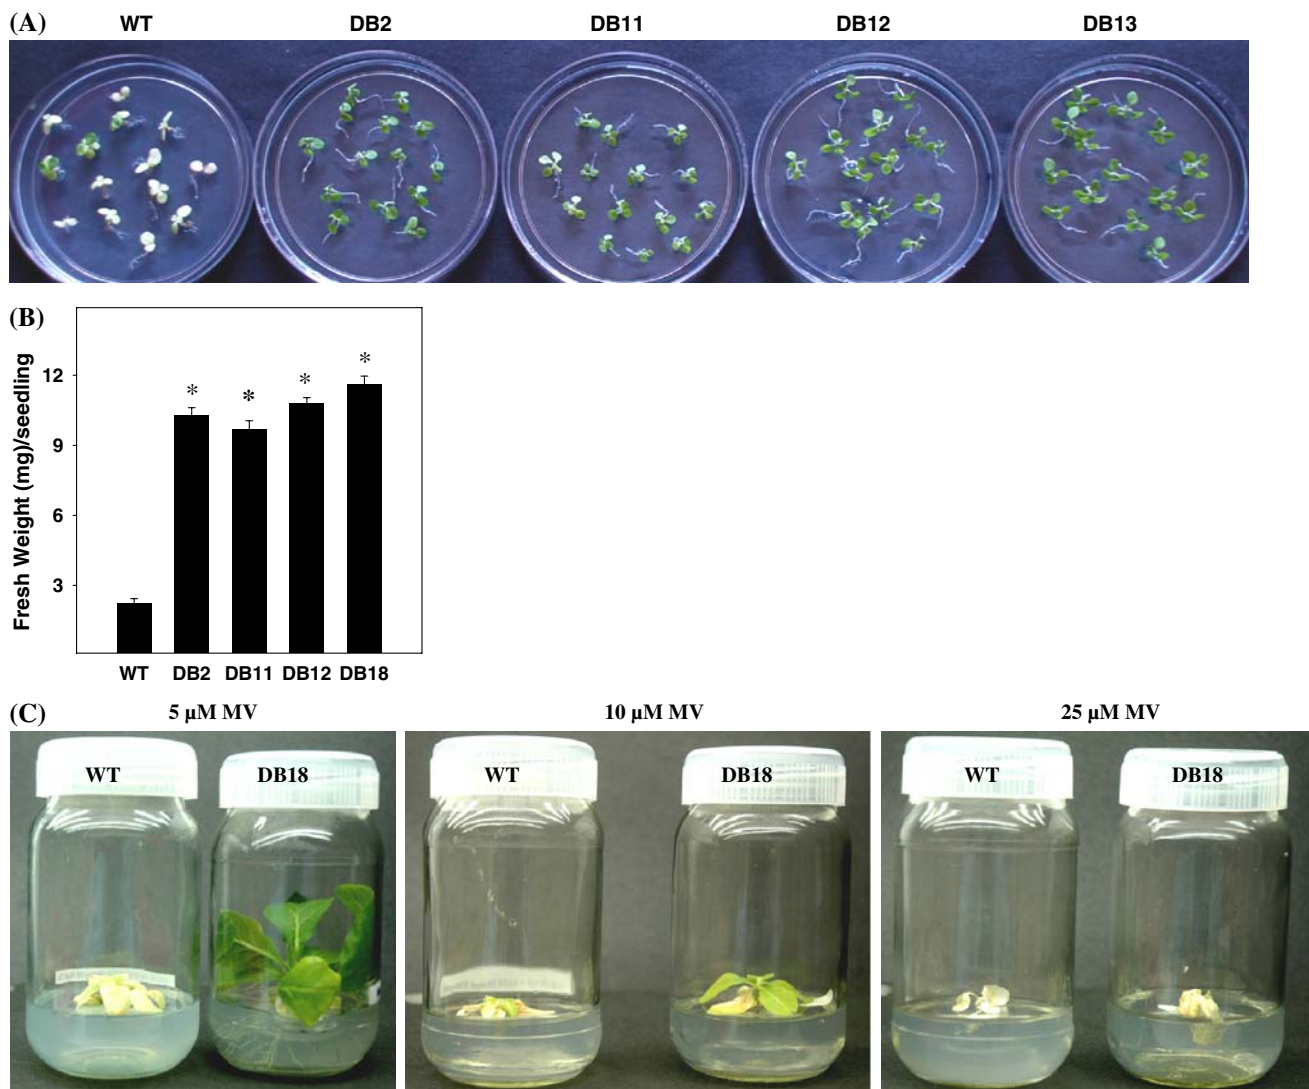 (A) WT DB2 DB11 DB12 DB13
(B)
Fresh Weight (mg)/seedling
12
9
6
3
* * * * *
WT DB2 DB11 DB12 DB18
(C) 5 µM MV 10 µM MV 25 µM MV
WT DB18 WT DB18 WT DB18